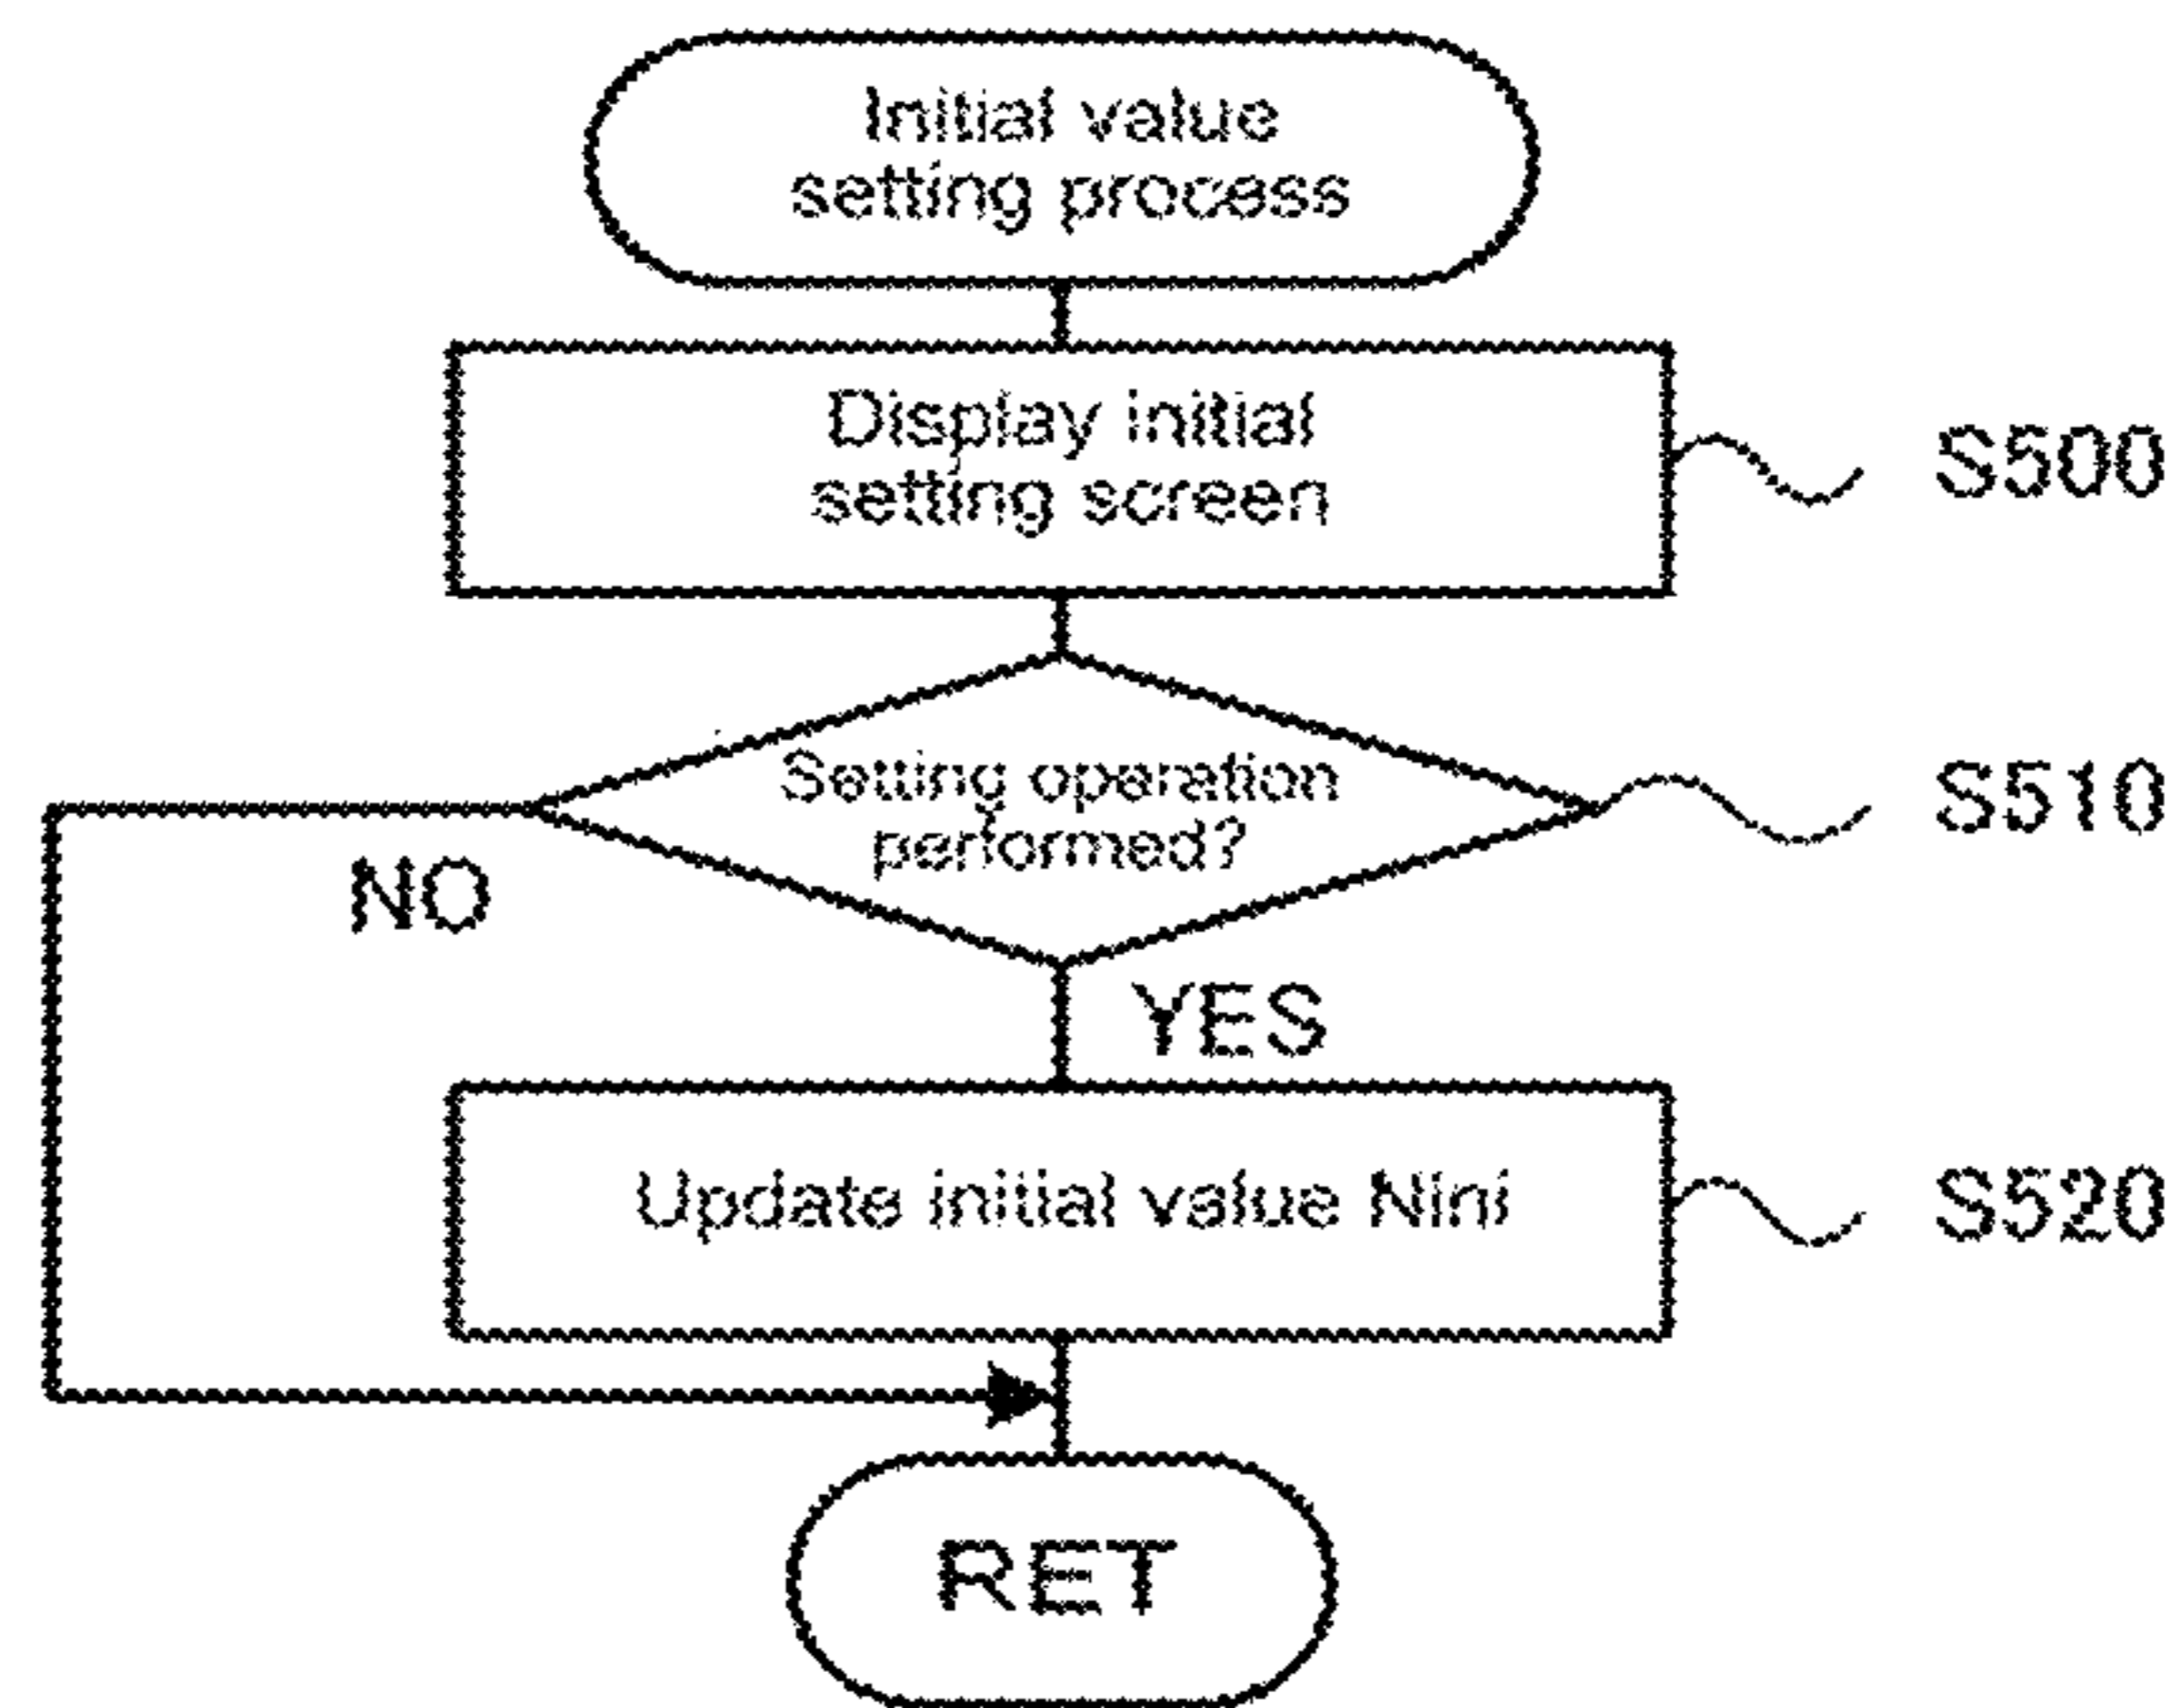 Initial value
setting process
Display initial
setting screen
S500
Setting operation
performed?
S510
NO
YES
Update initial value Nini
S520
RET